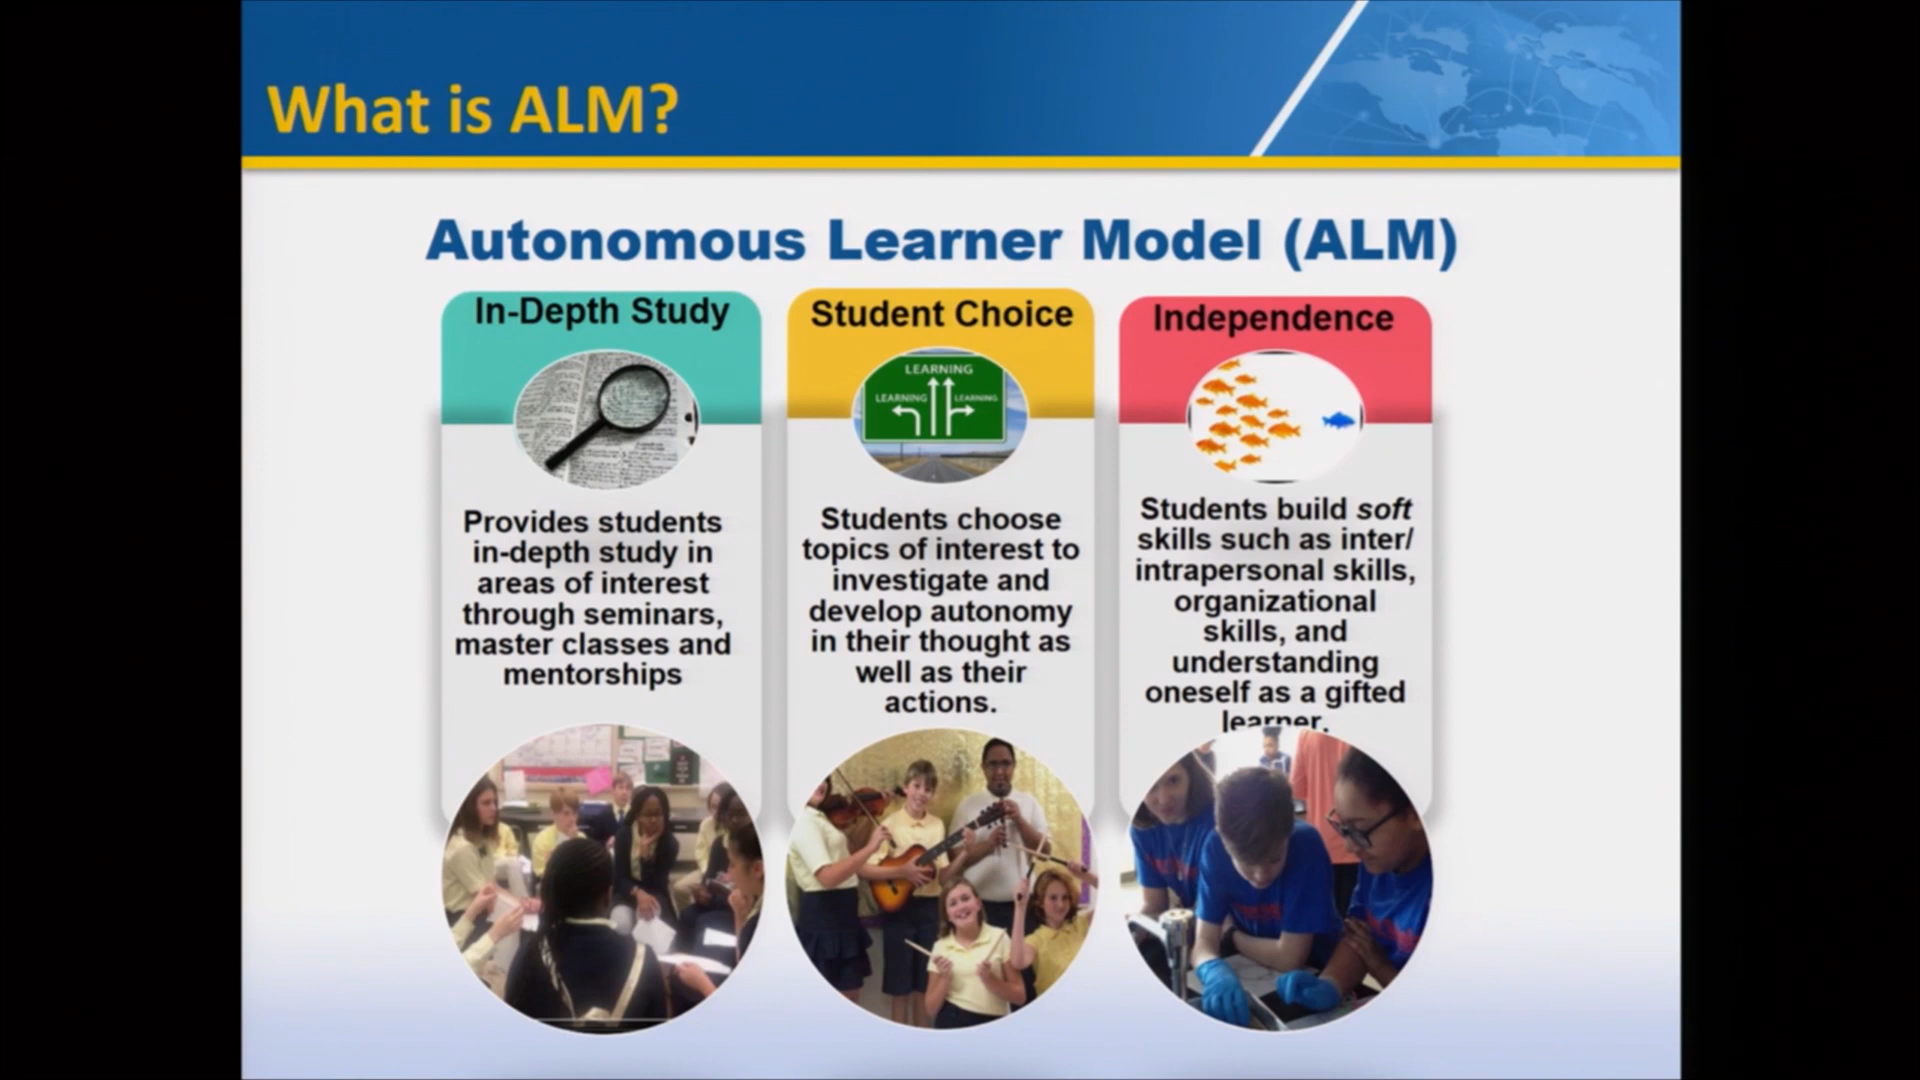 What is ALM?
Autonomous Learner Model (ALM)
In-Depth Study
Provides students
in-depth study in
areas of interest
through seminars,
master classes and
mentorships
Student Choice
LEARNING
LEARNING
LEARNING
Students choose
topics of interest to
investigate and
develop autonomy
in their thought as
well as their
actions.
Independence
Students build soft
skills such as inter/
intrapersonal skills,
organizational
skills, and
understanding
oneself as a gifted
learner.